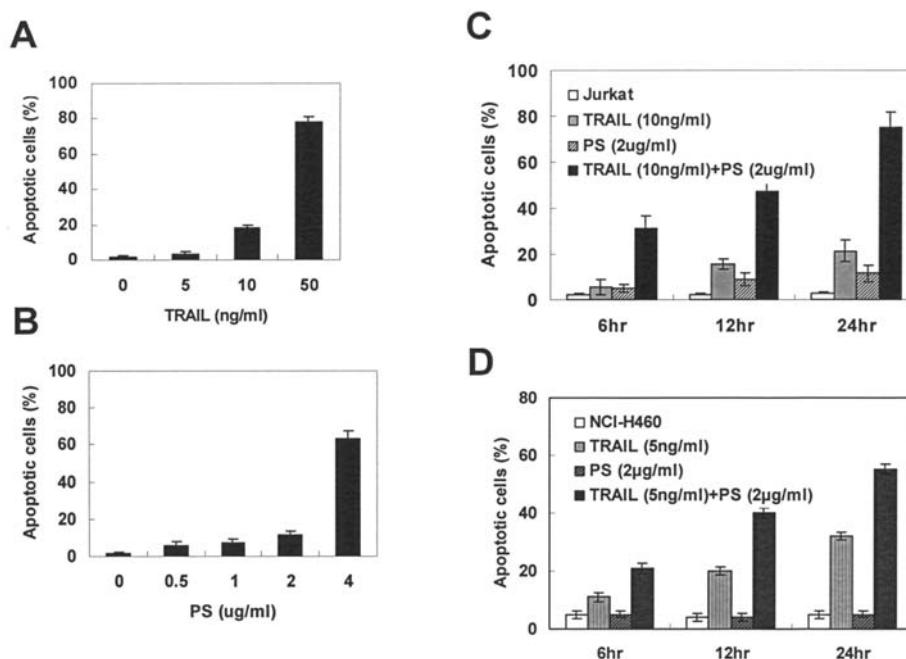 A
Apoptotic cells (%)
100
80
60
40
20
0
0 5 10 50
TRAIL (ng/ml)
B
Apoptotic cells (%)
100
80
60
40
20
0
0 0.5 1 2 4
PS (ug/ml)
C
Apoptotic cells (%)
100
80
60
40
20
0
Jurkat
TRAIL (10ng/ml)
PS (2ug/ml)
TRAIL (10ng/ml)+PS (2ug/ml)
6hr 12hr 24hr
D
Apoptotic cells (%)
80
60
40
20
0
NCI-H460
TRAIL (5ng/ml)
PS (2µg/ml)
TRAIL (5ng/ml)+PS (2µg/ml)
6hr 12hr 24hr